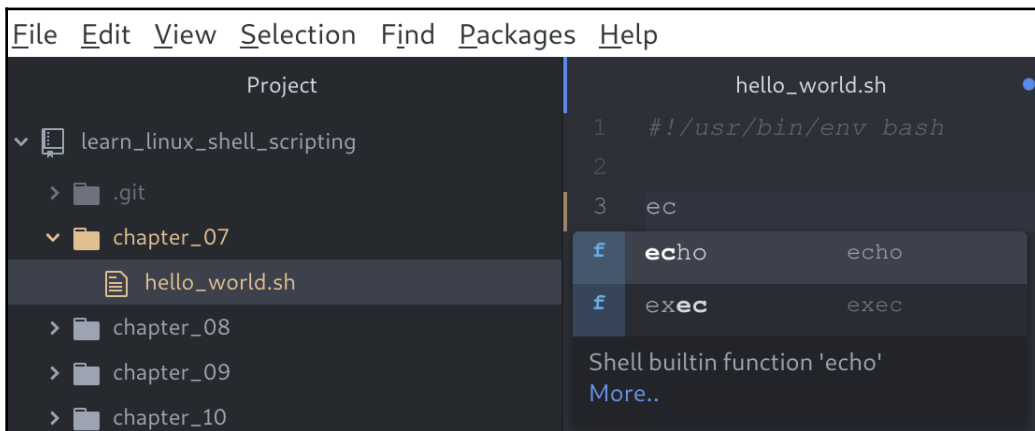 File Edit View Selection Find Packages Help
Project
learn_linux_shell_scripting
.git
chapter_07
hello_world.sh
chapter_08
chapter_09
chapter_10
hello_world.sh
1 #!/usr/bin/env bash
2
3 ec
f echo echo
f exec exec
Shell builtin function 'echo'
More..